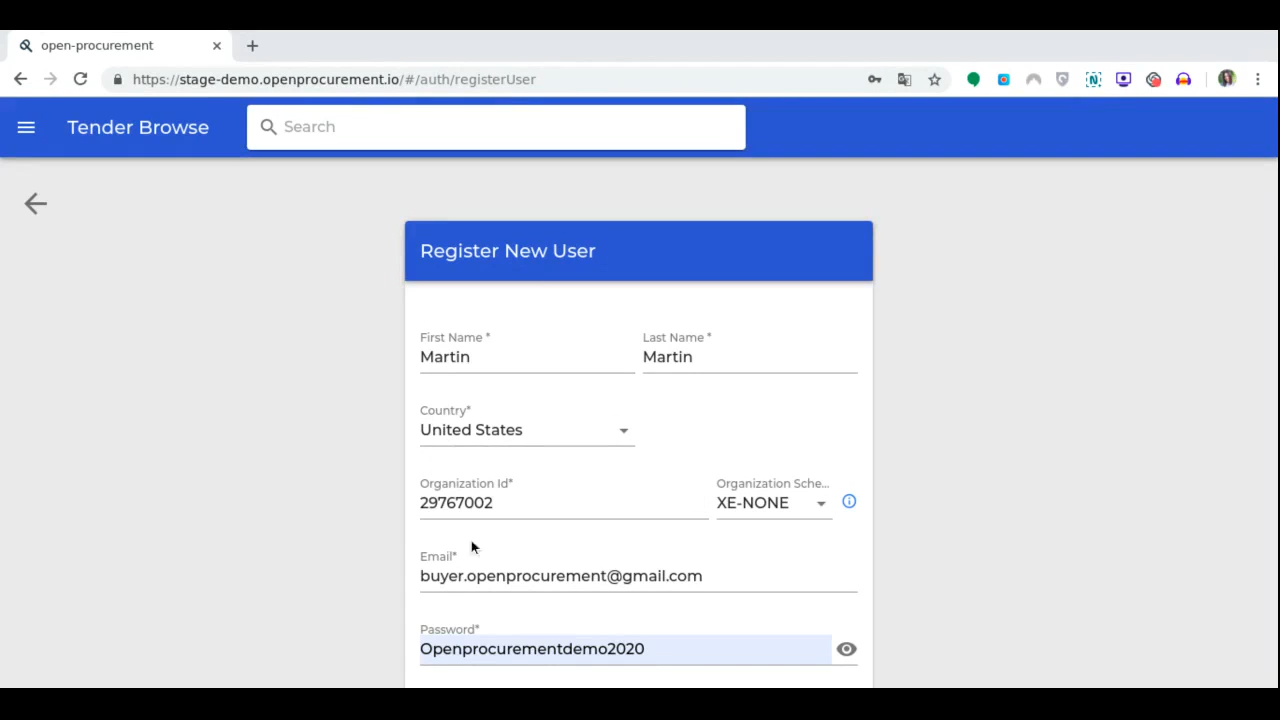 open-procurement
https://stage-demo.openprocurement.io/#/auth/registerUser
Tender Browse
Search
Register New User
First Name *
Last Name *
Martin
Martin
Country*
United States
Organization Id*
Organization Sche...
29767002
XE-NONE
Email*
buyer.openprocurement@gmail.com
Password*
Openprocurementdemo2020